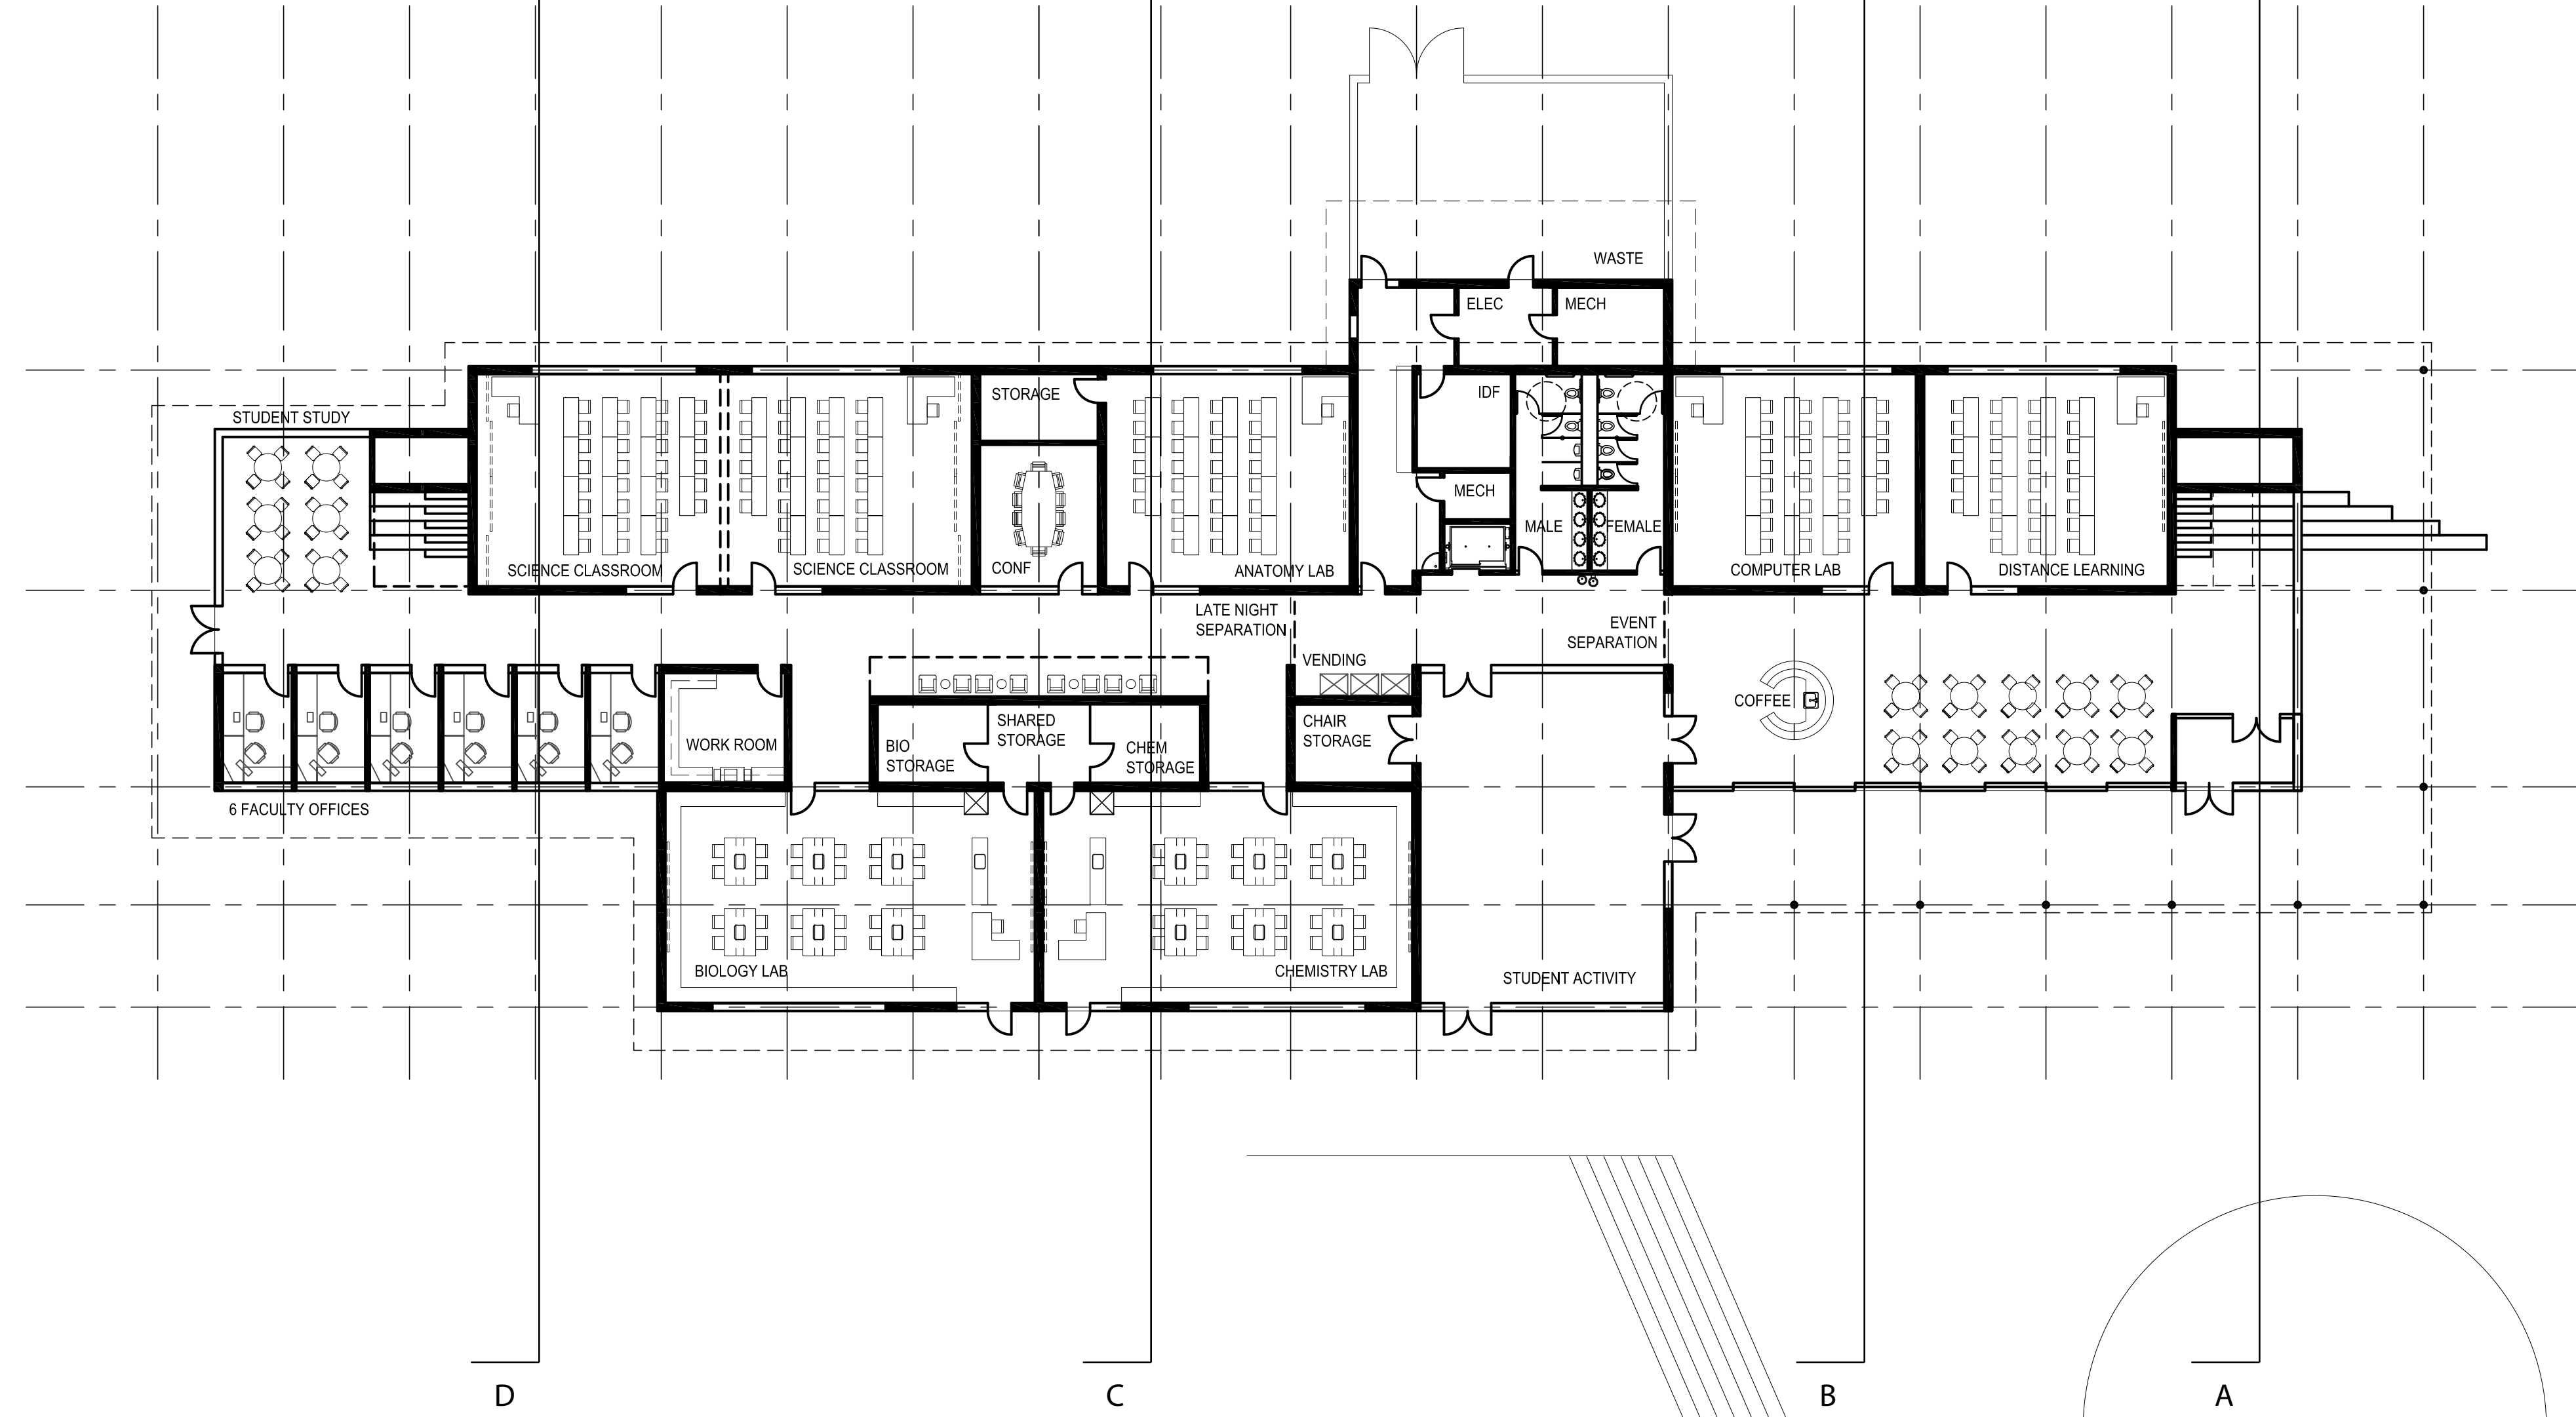 WASTE
ELEC
MECH
STORAGE
IDF
STUDENT STUDY
MECH
MALE
FEMALE
SCIENCE CLASSROOM
SCIENCE CLASSROOM
CONF
ANATOMY LAB
COMPUTER LAB
DISTANCE LEARNING
LATE NIGHT
SEPARATION
EVENT
SEPARATION
VENDING
COFFEE
WORK ROOM
BIO
STORAGE
SHARED
STORAGE
CHEM
STORAGE
CHAIR
STORAGE
6 FACULTY OFFICES
BIOLOGY LAB
CHEMISTRY LAB
STUDENT ACTIVITY
D
C
B
A